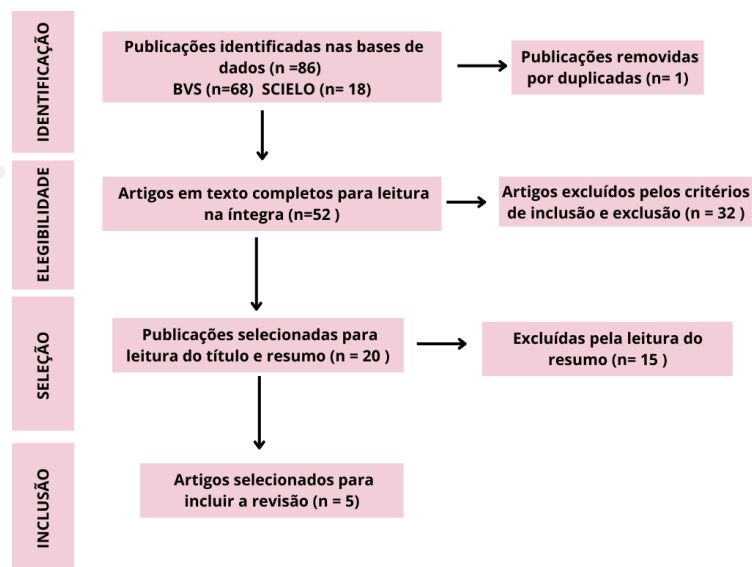 IDENTIFICAÇÃO
Publicações identificadas nas bases de
dados (n =86)
BVS (n=68) SCIELO (n= 18)
Publicações removidas
por duplicadas (n= 1)
ELEGIBILIDADE
Artigos em texto completos para leitura
na íntegra (n=52 )
Artigos excluídos pelos critérios
de inclusão e exclusão (n = 32 )
SELEÇÃO
Publicações selecionadas para
leitura do título e resumo (n = 20 )
Excluídas pela leitura do
resumo (n= 15 )
INCLUSÃO
Artigos selecionados para
incluir a revisão (n = 5)